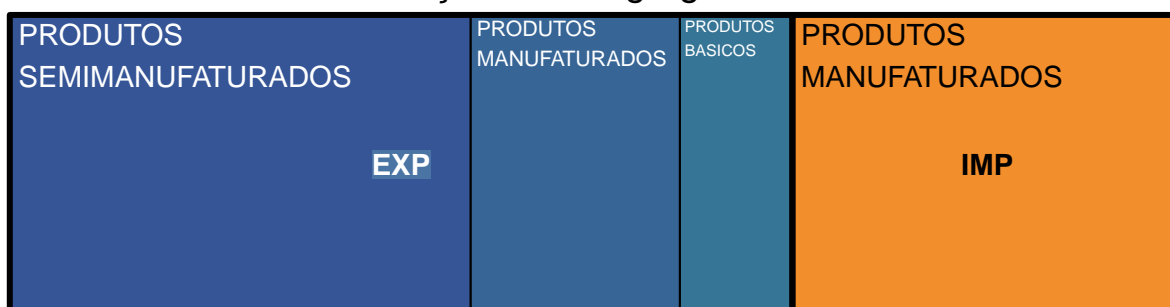 PRODUTOS
SEMIMANUFATURADOS
EXP
PRODUTOS
MANUFATURADOS
PRODUTOS
BASICOS
PRODUTOS
MANUFATURADOS
IMP